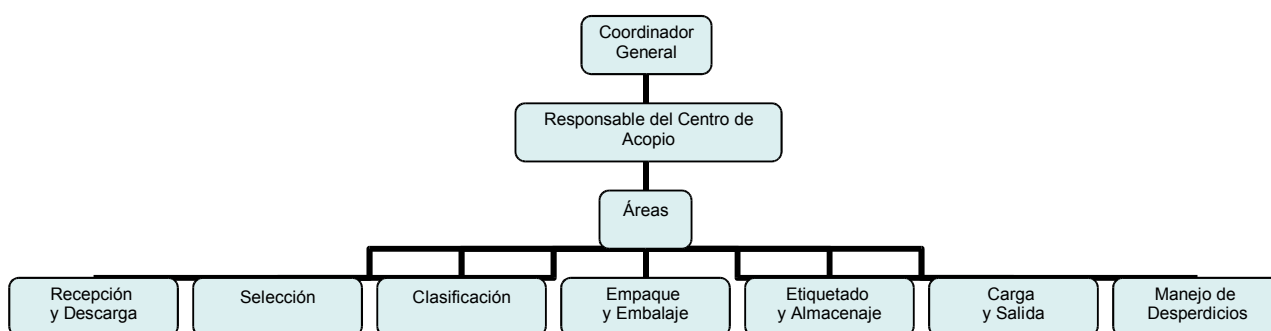 Coordinador
General
Responsable del Centro de
Acopio
Áreas
Recepción
y Descarga
Selección
Clasificación
Empaque
y Embalaje
Etiquetado
y Almacenaje
Carga
y Salida
Manejo de
Desperdicios